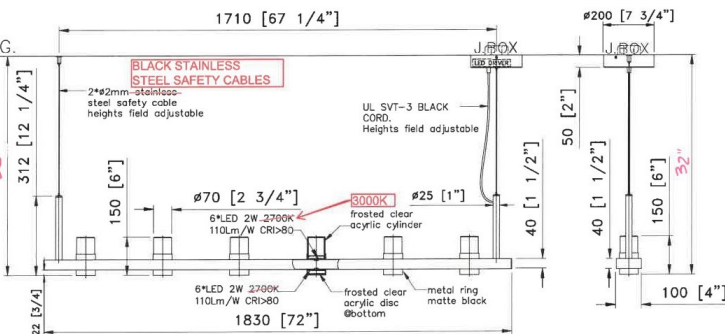 1710 [67 1/4"]
ø200 [7 3/4"]
G.
J.BOX
J.BOX
LED DRIVER
BLACK STAINLESS
STEEL SAFETY CABLES
2*ø2mm stainless
steel safety cable
heights field adjustable
UL SVT-3 BLACK
CORD.
Heights field adjustable
312 [12 1/4"]
50 [2"]
32"
150 [6"]
ø70 [2 3/4"]
3000K
ø25 [1"]
40 [1 1/2"]
40 [1 1/2"]
150 [6"]
6*LED 2W 2700K
110Lm/W CRI>80
frosted clear
acrylic cylinder
6*LED 2W 2700K
110Lm/W CRI>80
frosted clear
acrylic disc
@bottom
metal ring
matte black
22 [3/4]
1830 [72"]
100 [4"]